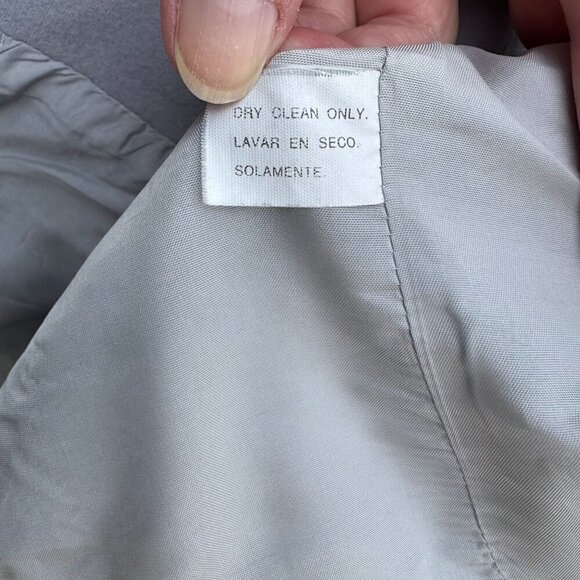 DRY CLEAN ONLY.
LAVAR EN SECO.
SOLAMENTE.